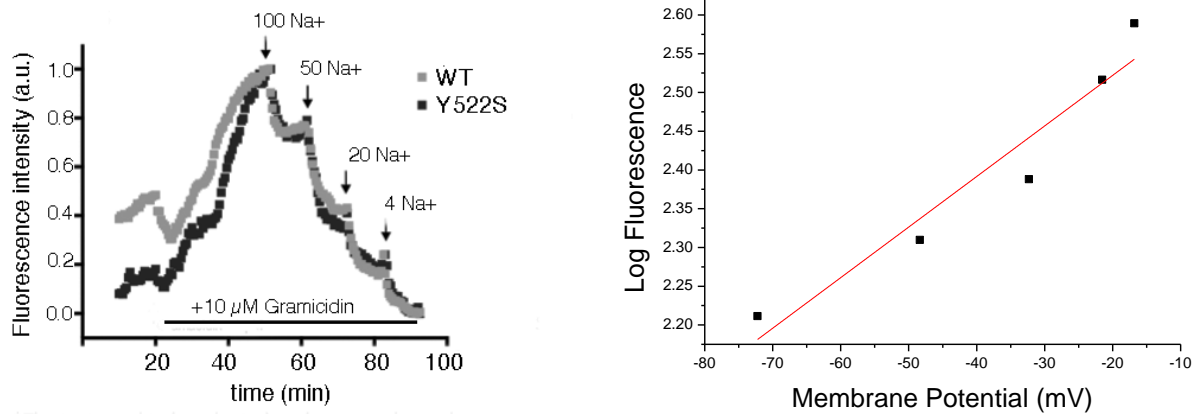 100 Na+
50 Na+
20 Na+
4 Na+
WT
Y522S
Fluorescence intensity (a.u.)
1.0
0.8
0.6
0.4
0.2
0.0
+10 µM Gramicidin
20
40
60
80
100
time (min)
2.60
2.55
2.50
2.45
2.40
2.35
2.30
2.25
2.20
Log Fluorescence
-80
-70
-60
-50
-40
-30
-20
-10
Membrane Potential (mV)